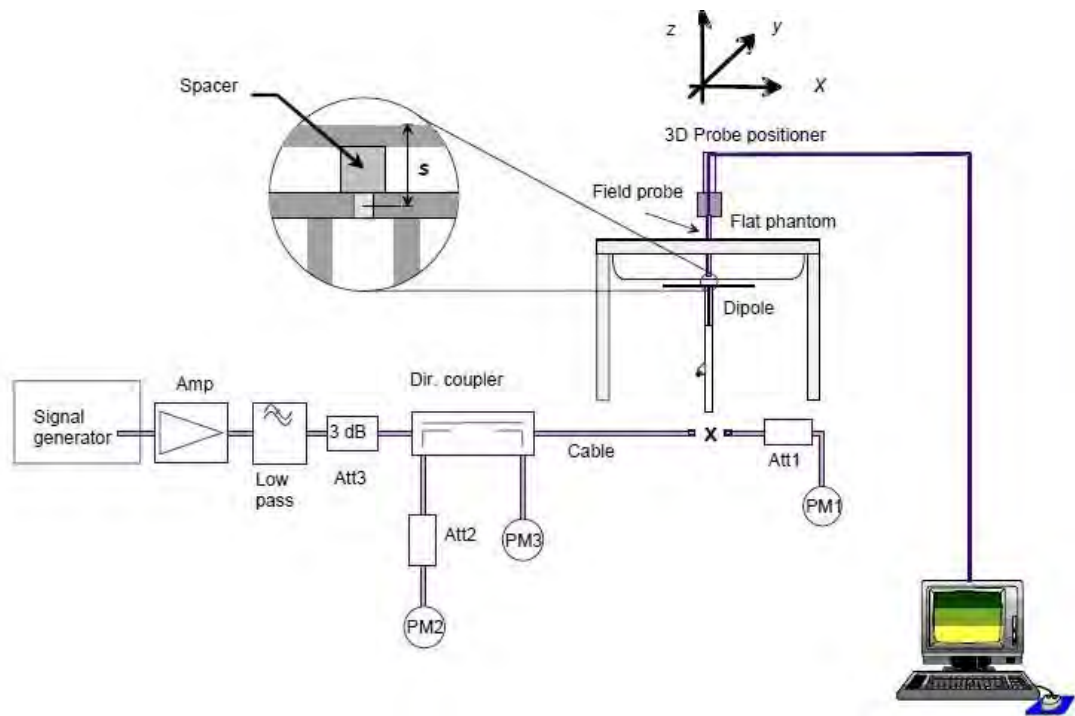 z
y
X
Spacer
s
3D Probe positioner
Field probe
Flat phantom
Dipole
Signal
generator
Amp
Low
pass
3 dB
Att3
Dir. coupler
Cable
x
Att1
PM1
Att2
PM3
PM2